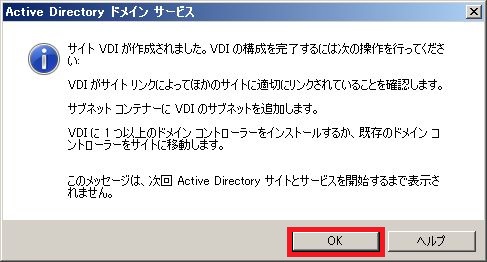 Active Directory ドメイン サービス
サイト VDI が作成されました。VDI の構成を完了するには次の操作を行ってくださ
い:
VDI がサイト リンクによってほかのサイトに適切にリンクされていることを確認します。
サブネット コンテナーに VDI のサブネットを追加します。
VDI に 1 つ以上のドメイン コントローラーをインストールするか、既存のドメイン コ
ントローラーをサイトに移動します。
このメッセージは、次回 Active Directory サイトとサービスを開始するまで表示さ
れません。
OK
ヘルプ